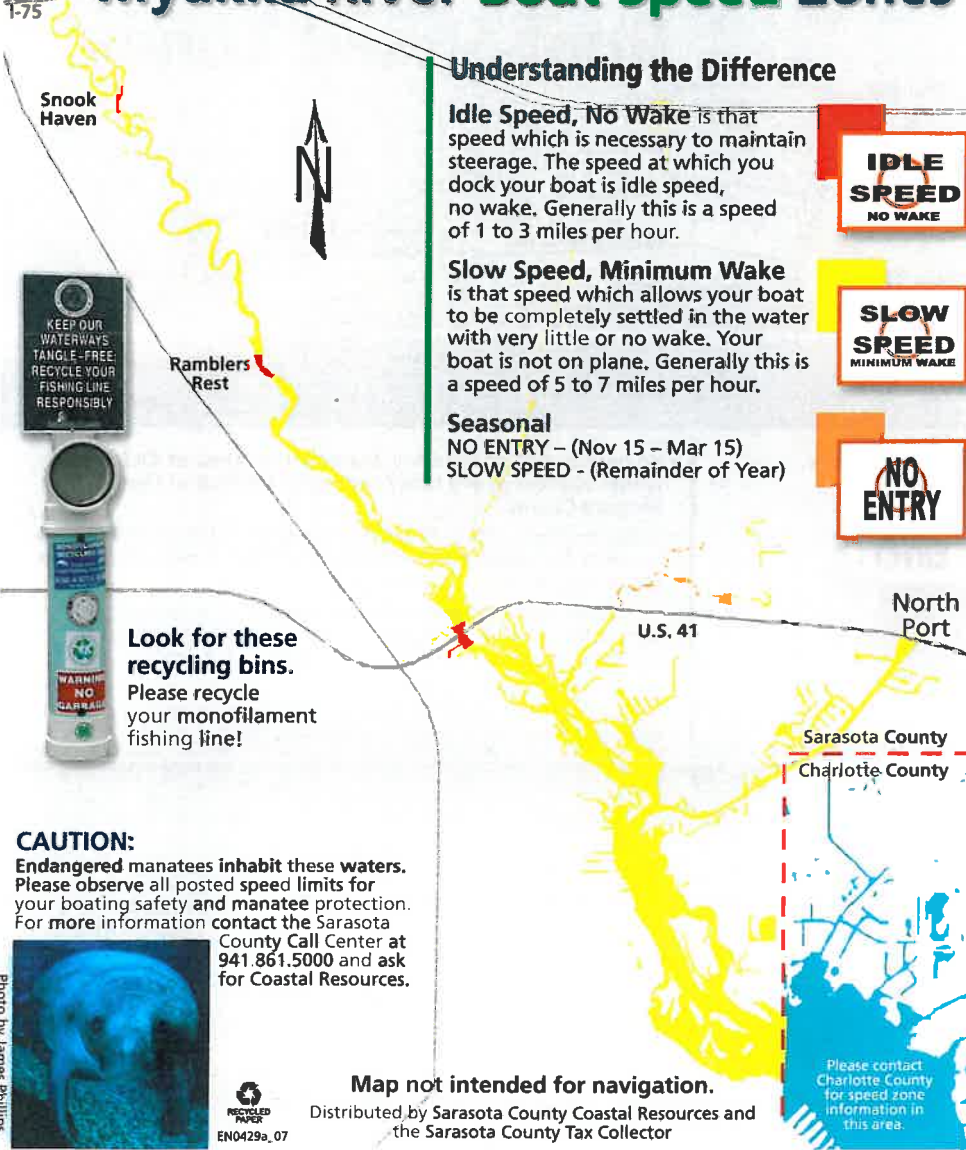 I-75
Myakka River Boat Speed Zones
Snook
Haven
N
Understanding the Difference
Idle Speed, No Wake is that
speed which is necessary to maintain
steerage. The speed at which you
dock your boat is idle speed,
no wake. Generally this is a speed
of 1 to 3 miles per hour.
IDLE
SPEED
NO WAKE
Slow Speed, Minimum Wake
is that speed which allows your boat
to be completely settled in the water
with very little or no wake. Your
boat is not on plane. Generally this is
a speed of 5 to 7 miles per hour.
SLOW
SPEED
MINIMUM WAKE
Seasonal
NO ENTRY – (Nov 15 – Mar 15)
SLOW SPEED - (Remainder of Year)
NO
ENTRY
KEEP OUR
WATERWAYS
TANGLE-FREE:
RECYCLE YOUR
FISHING LINE
RESPONSIBLY
Ramblers
Rest
WARNING
NO
GARBAGE
Look for these
recycling bins.
Please recycle
your monofilament
fishing line!
U.S. 41
North
Port
Sarasota County
Charlotte County
CAUTION:
Endangered manatees inhabit these waters.
Please observe all posted speed limits for
your boating safety and manatee protection.
For more information contact the Sarasota
County Call Center at
941.861.5000 and ask
for Coastal Resources.
Photo by James Phillips
RECYCLED
PAPER
EN0429a_07
Map not intended for navigation.
Distributed by Sarasota County Coastal Resources and
the Sarasota County Tax Collector
Please contact
Charlotte County
for speed zone
information in
this area.